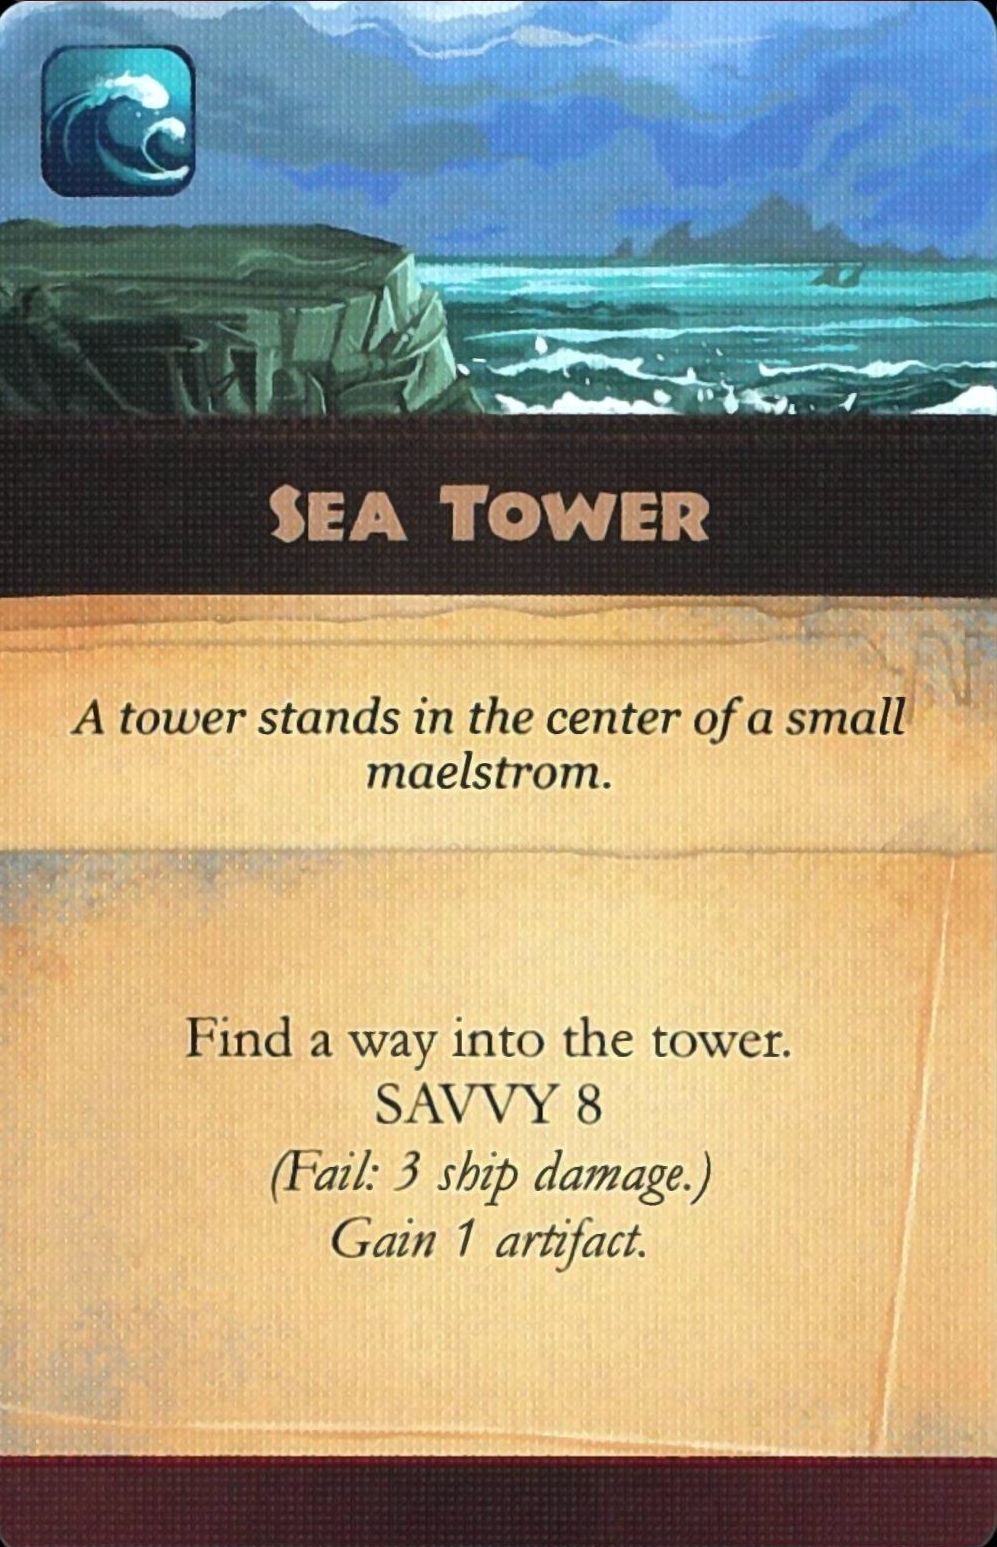 SEA TOWER
A tower stands in the center of a small
maelstrom.
Find a way into the tower.
SAVVY 8
(Fail: 3 ship damage.)
Gain 1 artifact.